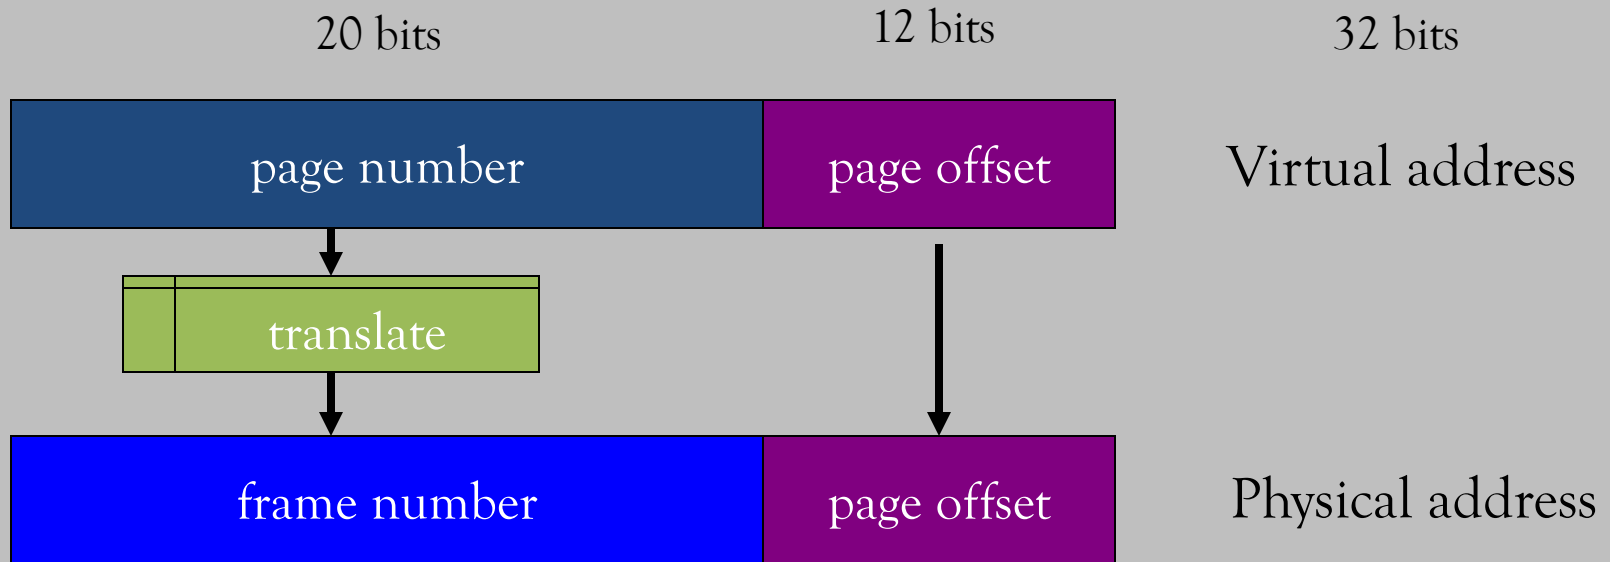 20 bits
12 bits
32 bits
page number
page offset
Virtual address
translate
frame number
page offset
Physical address